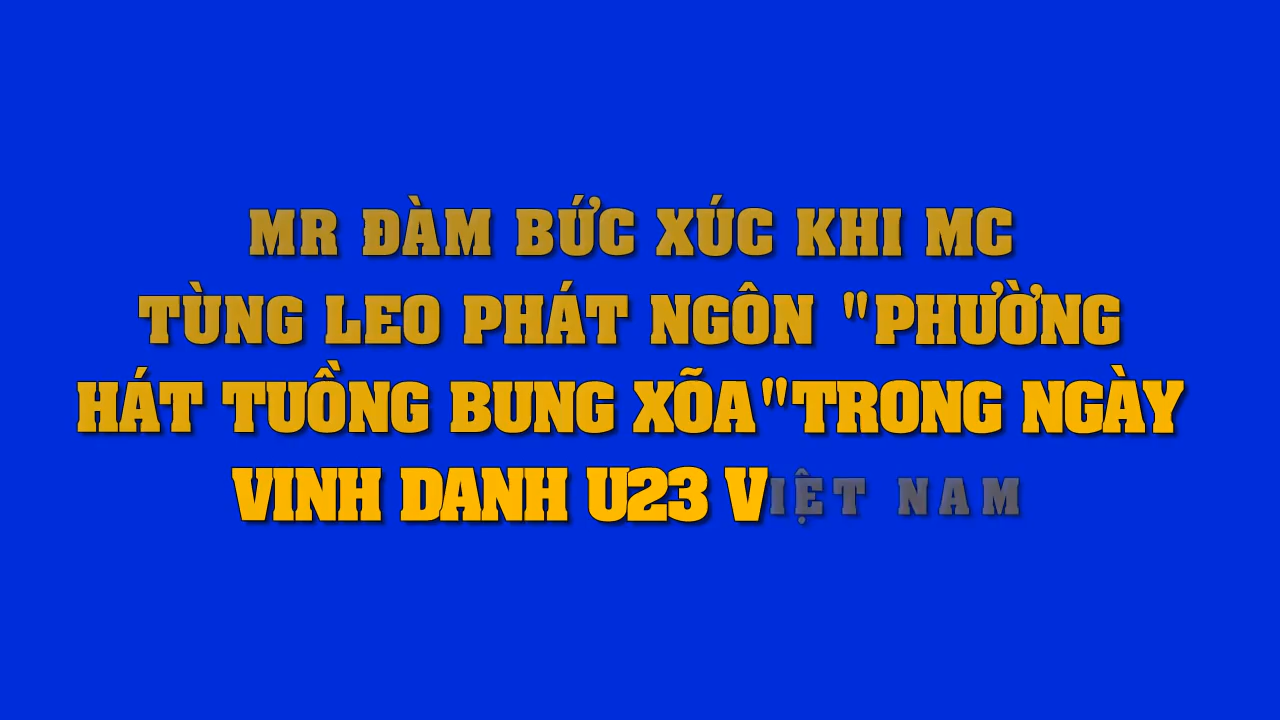 MR ĐÀM BỨC XÚC KHI MC
TÙNG LEO PHÁT NGÔN "PHƯỜNG
HÁT TUỒNG BUNG XÕA"TRONG NGÀY
VINH DANH U23 VIỆT NAM